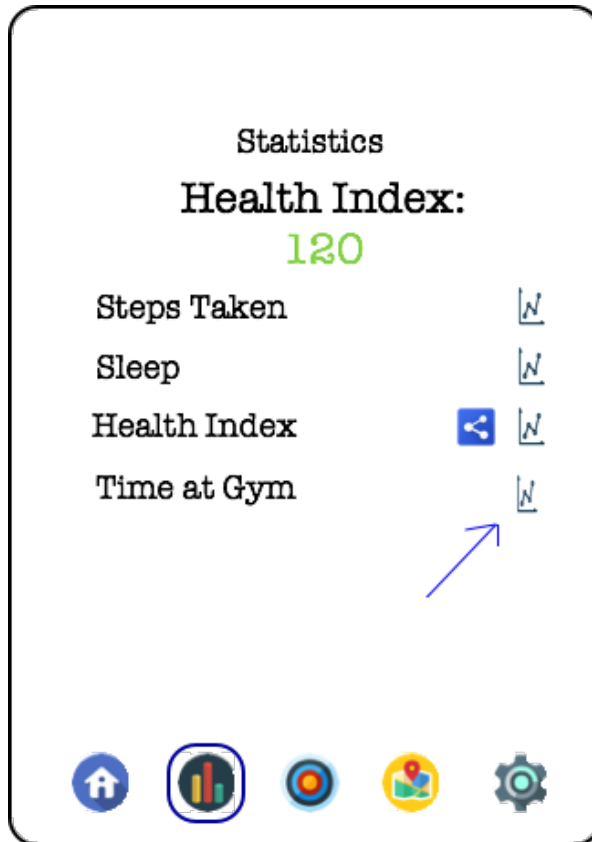 Statistics
Health Index:
120
Steps Taken
Sleep
Health Index
Time at Gym